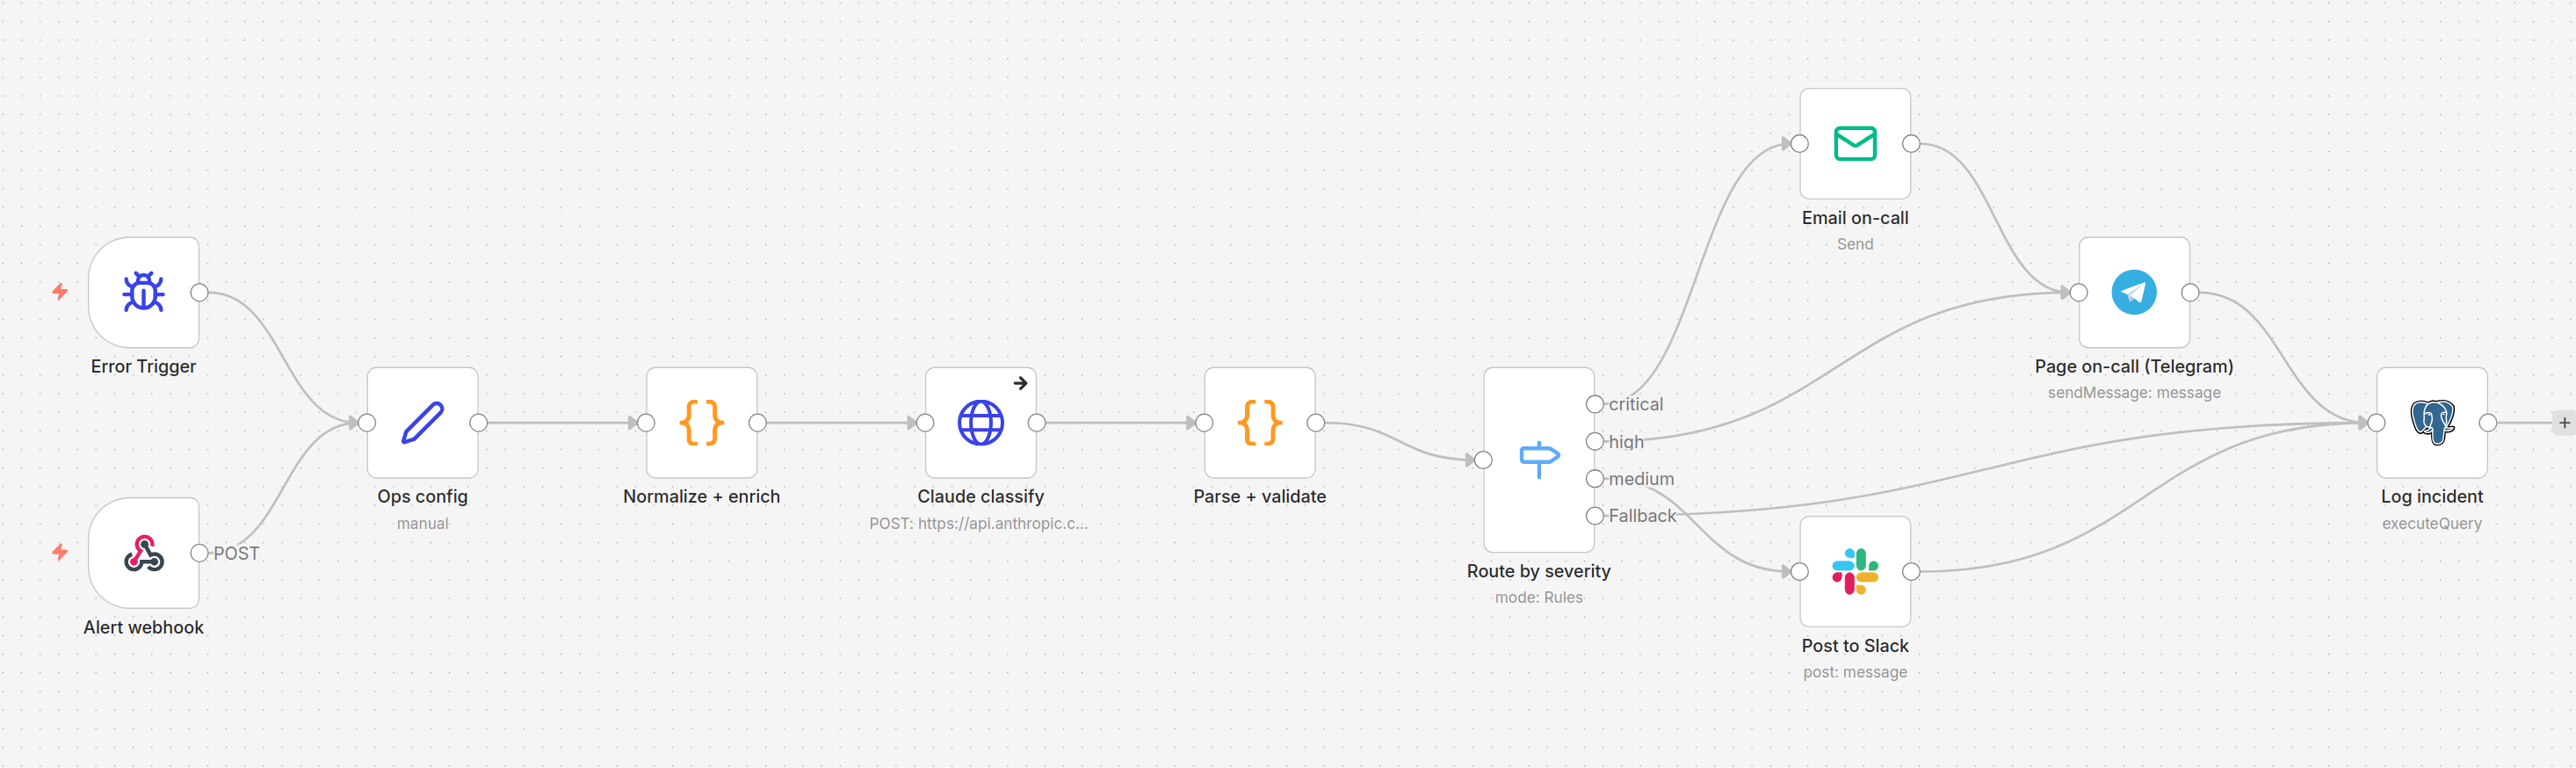 Error Trigger
POST
Alert webhook
Ops config
manual
Normalize + enrich
Claude classify
POST: https://api.anthropic.c...
Parse + validate
critical
high
medium
Fallback
Route by severity
mode: Rules
Email on-call
Send
Post to Slack
post: message
Page on-call (Telegram)
sendMessage: message
Log incident
executeQuery